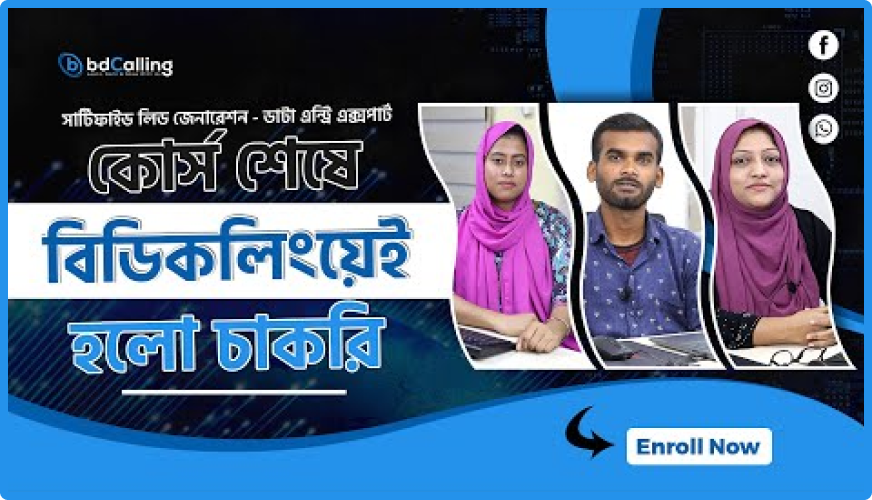 bdCalling
সার্টিফাইড লিড জেনারেশন - ডাটা এন্ট্রি এক্সপার্ট
কোর্স শেষে
বিডিকলিংয়েই
হলো চাকরি
Enroll Now